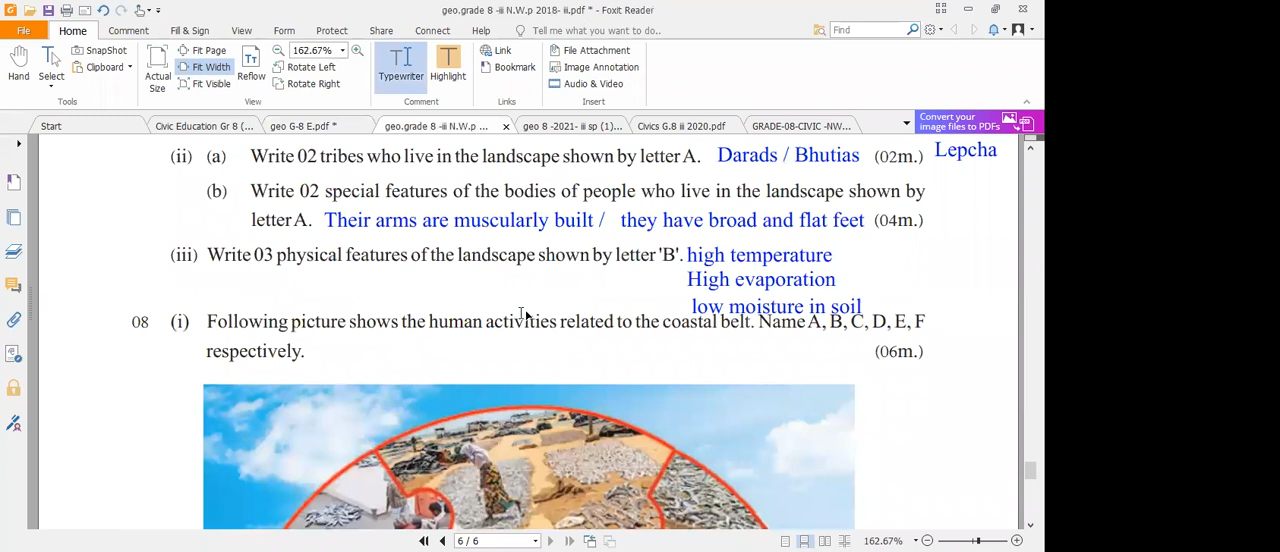 geo.grade 8 -ii N.W.p 2018- ii.pdf * - Foxit Reader
File Home Comment Fill & Sign View Form Protect Share Connect Help Tell me what you want to do.. Find
SnapShot Fit Page 162.67% Link File Attachment
Clipboard Fit Width Rotate Left Bookmark Image Annotation
Hand Select Actual Size Fit Visible Reflow Rotate Right Typewriter Highlight Audio & Video
Tools View Comment Links Insert
Start Civic Education Gr 8 (... geo G-8 E.pdf * geo.grade 8 -ii N.W.p ... geo 8 -2021- ii sp (1)... Civics G.8 ii 2020.pdf GRADE-08-CIVIC -NW... Convert your image files to PDFs
(ii) (a) Write 02 tribes who live in the landscape shown by letter A. Darads / Bhutias (02m.) Lepcha
(b) Write 02 special features of the bodies of people who live in the landscape shown by
letter A. Their arms are muscularly built / they have broad and flat feet (04m.)
(iii) Write 03 physical features of the landscape shown by letter 'B'. high temperature
High evaporation
low moisture in soil
08 (i) Following picture shows the human activities related to the coastal belt. Name A, B, C, D, E, F
respectively. (06m.)
6 / 6 162.67%